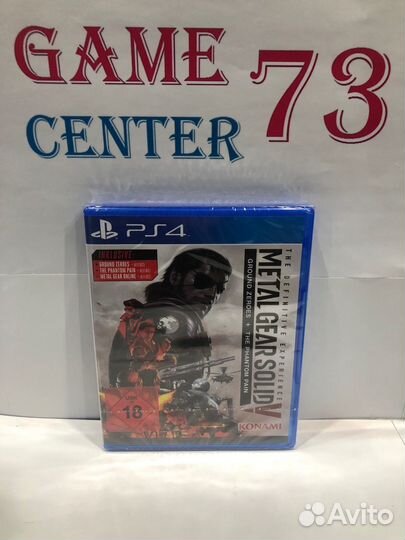 GAME
CENTER 73
PS4
INKLUSIVE
GROUND ZEROES
THE PHANTOM PAIN
METAL GEAR ONLINE
THE DEFINITIVE EXPERIENCE
METAL GEAR SOLID V
GROUND ZEROES + THE PHANTOM PAIN
USK
18
KONAMI
Avito